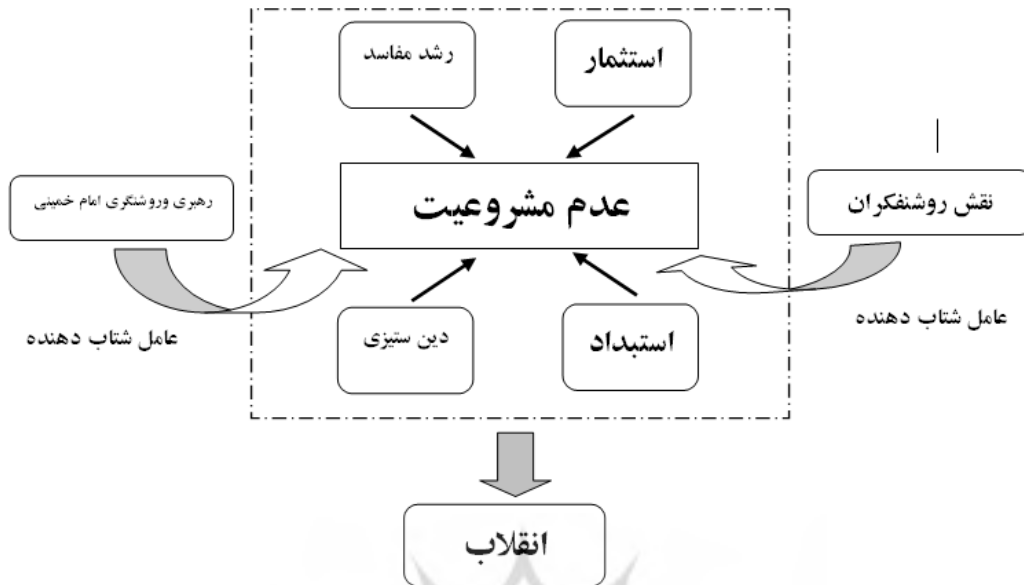 استثمار
رشد مفاسد
نقش روشنفکران
عدم مشروعیت
رهبری وروشنگری امام خمینی
عامل شتاب دهنده
استبداد
دین ستیزی
عامل شتاب دهنده
انقلاب